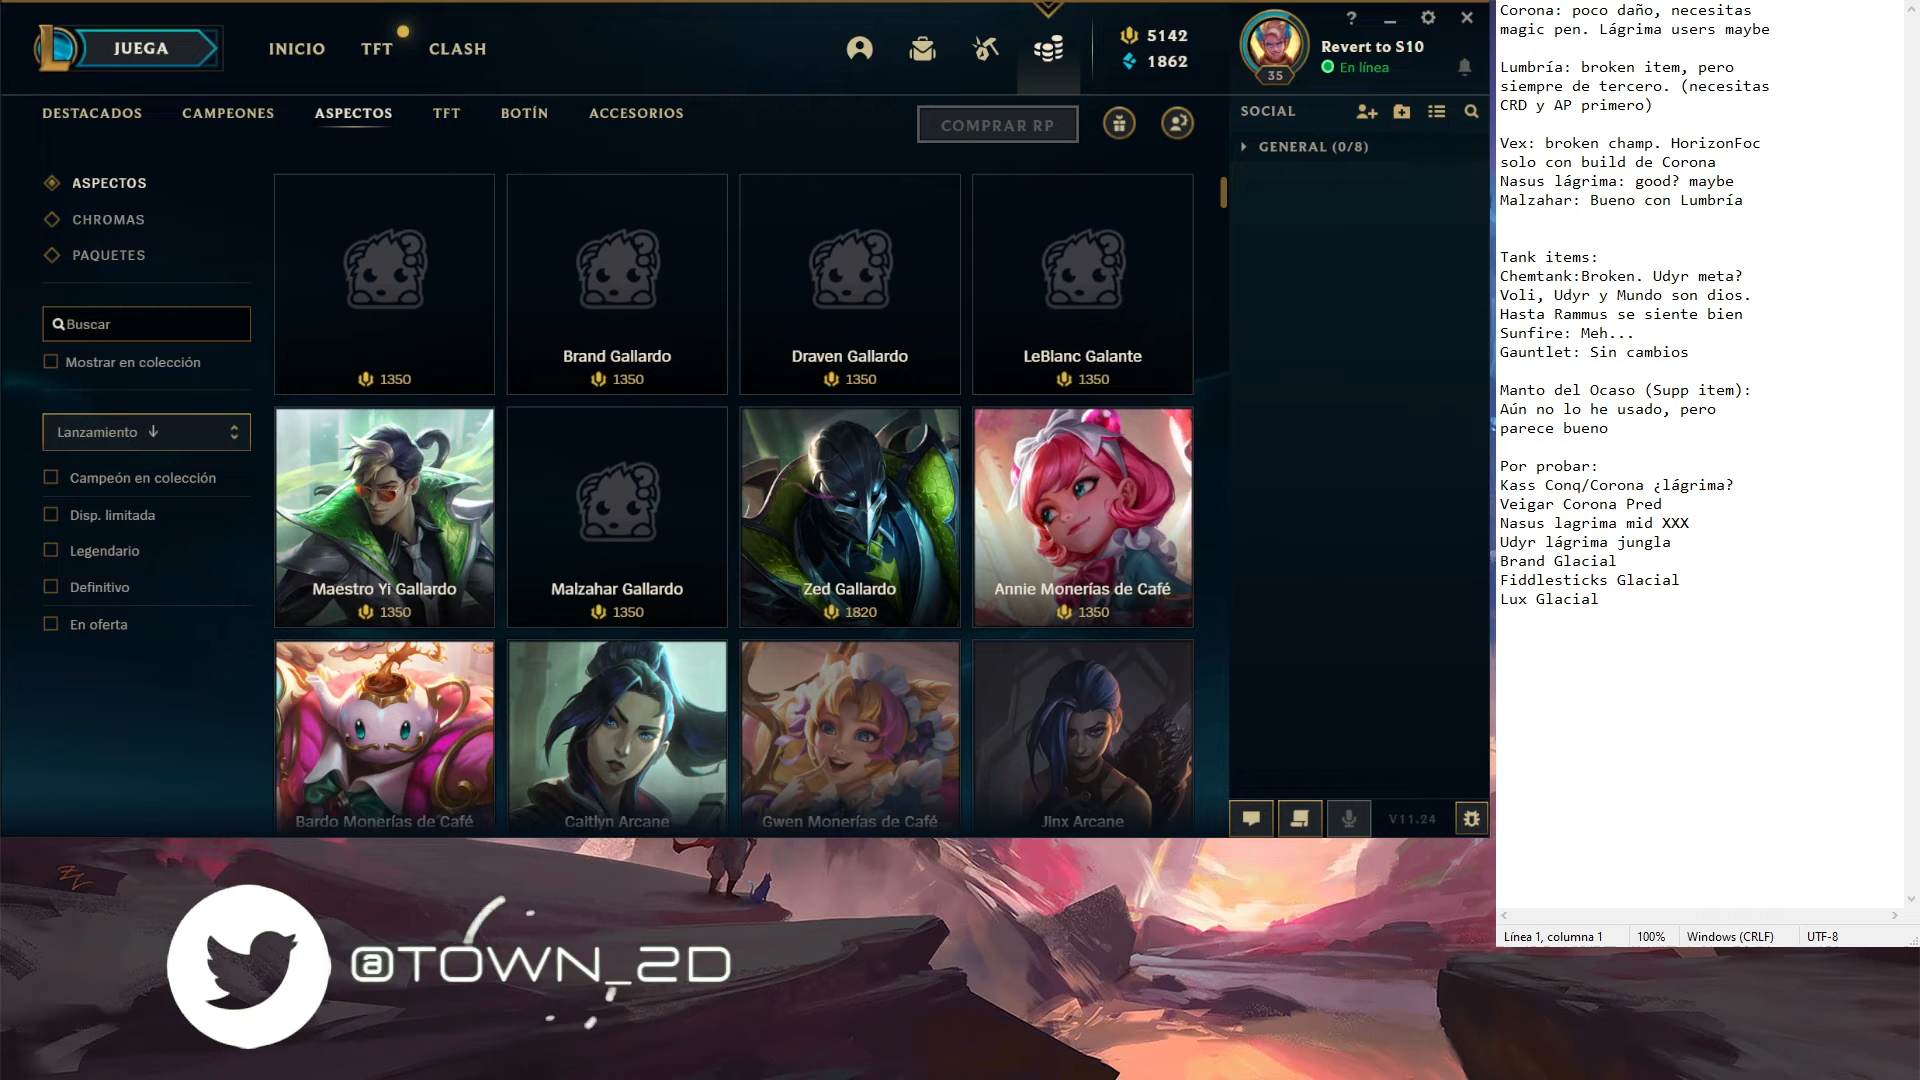 JUEGA
INICIO
TFT
CLASH
5142
1862
35
Revert to S10
En línea
?
DESTACADOS
CAMPEONES
ASPECTOS
TFT
BOTÍN
ACCESORIOS
COMPRAR RP
SOCIAL
GENERAL (0/8)
ASPECTOS
CHROMAS
PAQUETES
Buscar
Mostrar en colección
Lanzamiento ↓
Campeón en colección
Disp. limitada
Legendario
Definitivo
En oferta
1350
Brand Gallardo
1350
Draven Gallardo
1350
LeBlanc Galante
1350
Maestro Yi Gallardo
1350
Malzahar Gallardo
1350
Zed Gallardo
1820
Annie Monerías de Café
1350
Bardo Monerías de Café
Caitlyn Arcane
Gwen Monerías de Café
Jinx Arcane
V11.24
@TOWN_2D
Corona: poco daño, necesitas
magic pen. Lágrima users maybe
Lumbría: broken item, pero
siempre de tercero. (necesitas
CRD y AP primero)
Vex: broken champ. HorizonFoc
solo con build de Corona
Nasus lágrima: good? maybe
Malzahar: Bueno con Lumbría
Tank items:
Chemtank:Broken. Udyr meta?
Voli, Udyr y Mundo son dios.
Hasta Rammus se siente bien
Sunfire: Meh...
Gauntlet: Sin cambios
Manto del Ocaso (Supp item):
Aún no lo he usado, pero
parece bueno
Por probar:
Kass Conq/Corona ¿lágrima?
Veigar Corona Pred
Nasus lagrima mid XXX
Udyr lágrima jungla
Brand Glacial
Fiddlesticks Glacial
Lux Glacial
Línea 1, columna 1
100%
Windows (CRLF)
UTF-8